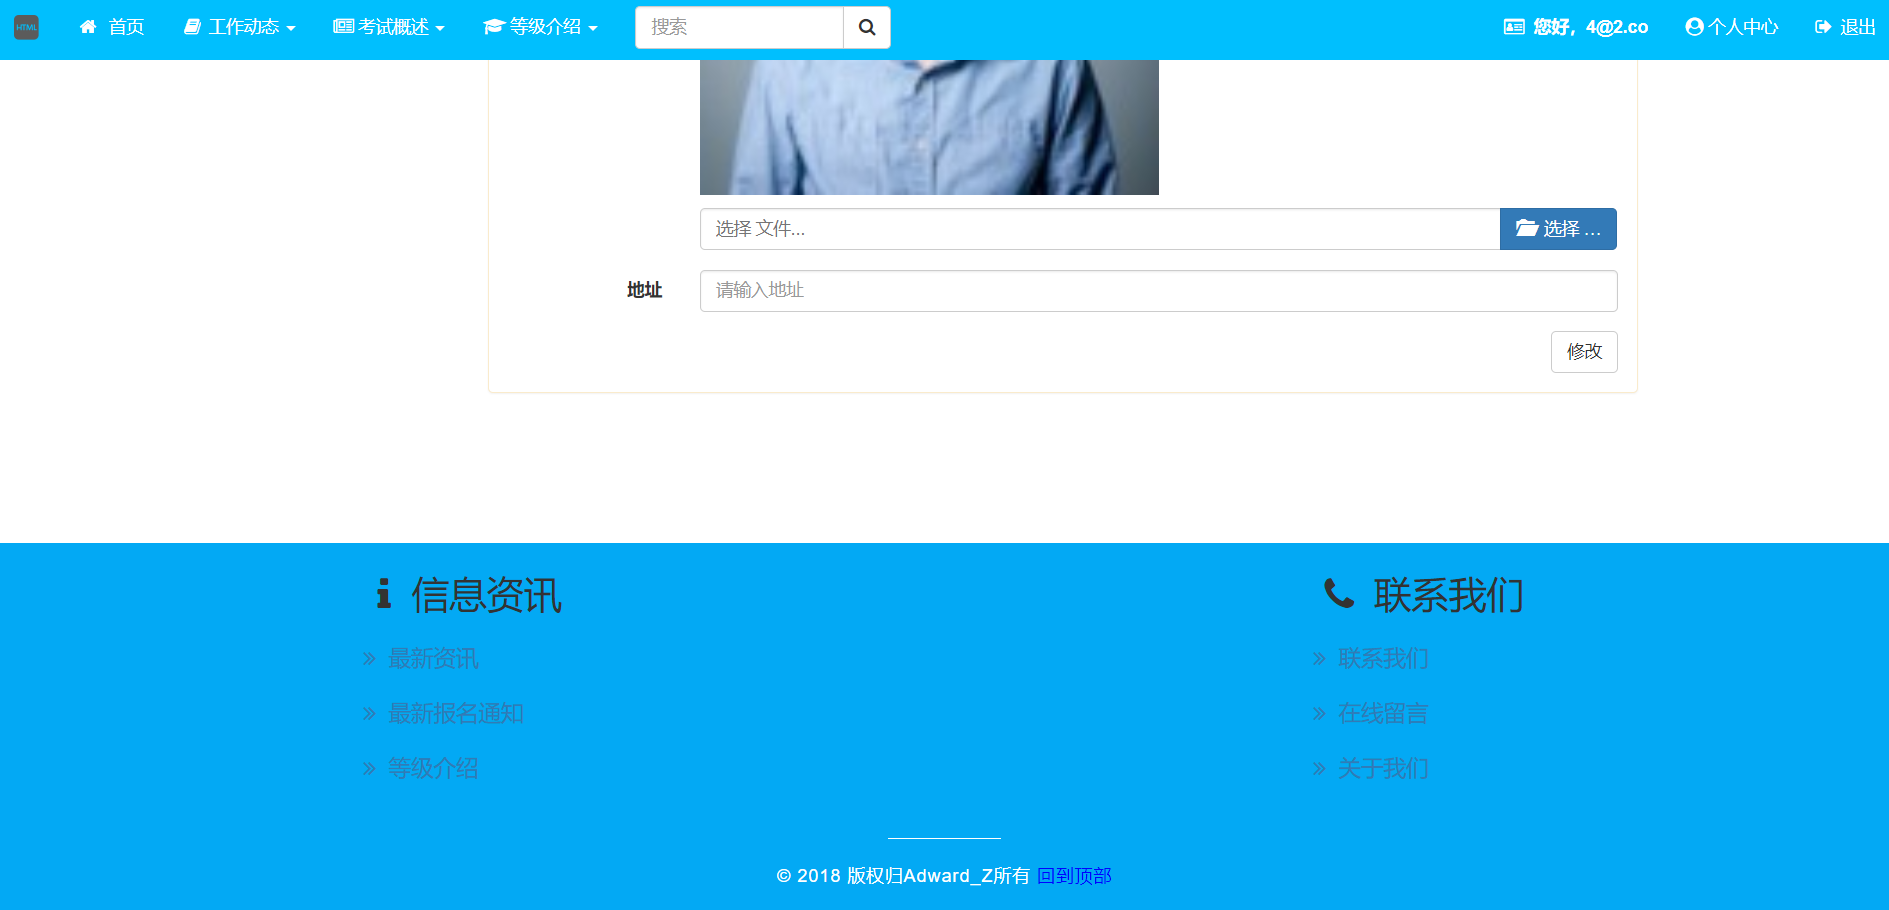 HTML 首页 工作动态 考试概述 等级介绍 搜索 您好，4@2.co 个人中心 退出
选择 文件... 选择 ...
地址 请输入地址
修改
信息资讯 联系我们
最新资讯 联系我们
最新报名通知 在线留言
等级介绍 关于我们
© 2018 版权归Adward_Z所有 回到顶部